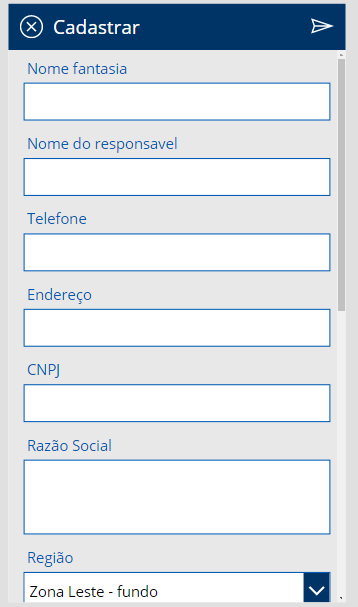 Cadastrar
Nome fantasia
Nome do responsavel
Telefone
Endereço
CNPJ
Razão Social
Região
Zona Leste - fundo